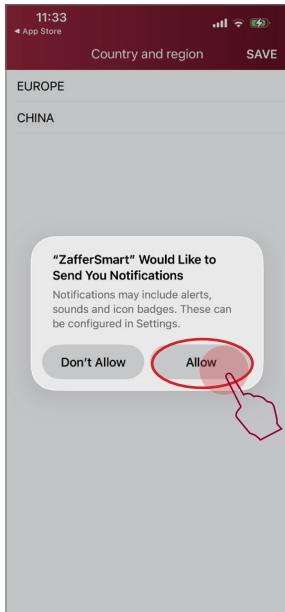 11:33
◀ App Store
Country and region SAVE
EUROPE
CHINA
“ZafferSmart” Would Like to
Send You Notifications
Notifications may include alerts,
sounds and icon badges. These can
be configured in Settings.
Don’t Allow Allow